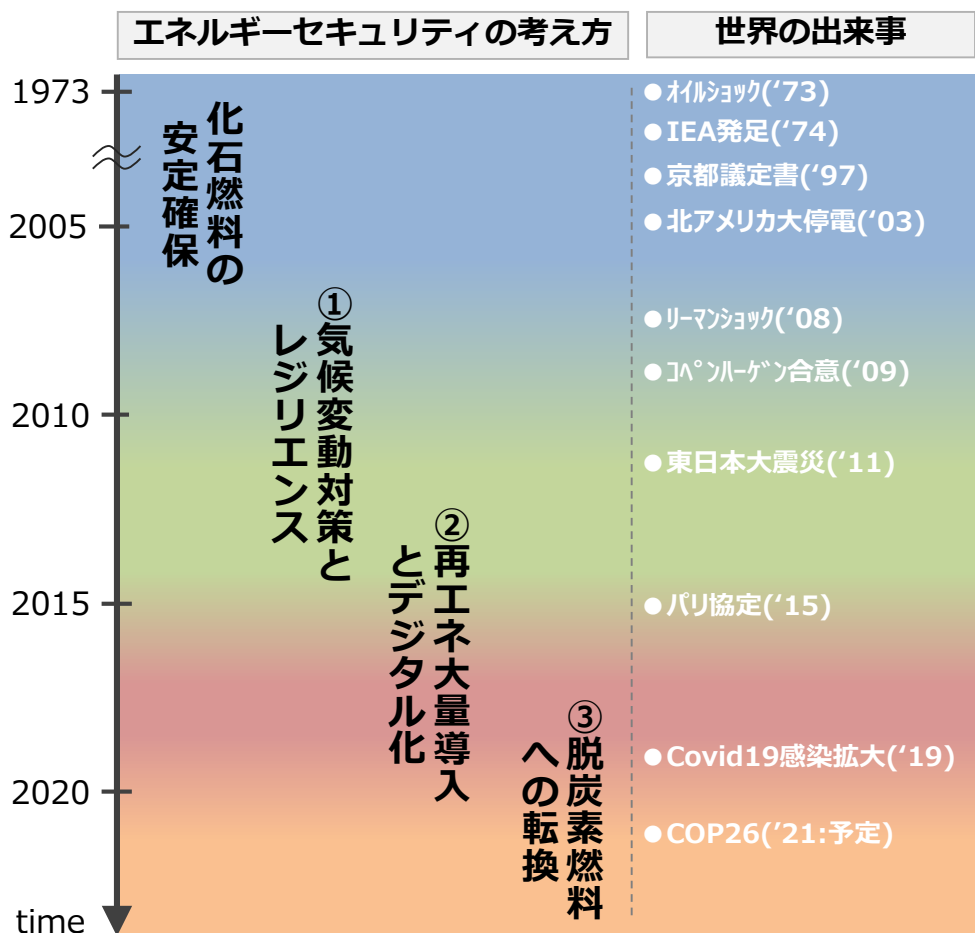 エネルギーセキュリティの考え方
世界の出来事
1973
2005
2010
2015
2020
time
化石燃料の
安定確保
①気候変動対策と
レジリエンス
②再エネ大量導入
とデジタル化
③脱炭素燃料
への転換
●ｵｲﾙｼｮｯｸ(‘73)
●IEA発足(‘74)
●京都議定書(‘97)
●北アメリカ大停電(‘03)
●ﾘｰﾏﾝｼｮｯｸ(‘08)
●ｺﾍﾟﾝﾊｰｹﾞﾝ合意(‘09)
●東日本大震災(‘11)
●パリ協定(‘15)
●Covid19感染拡大(‘19)
●COP26(’21:予定)